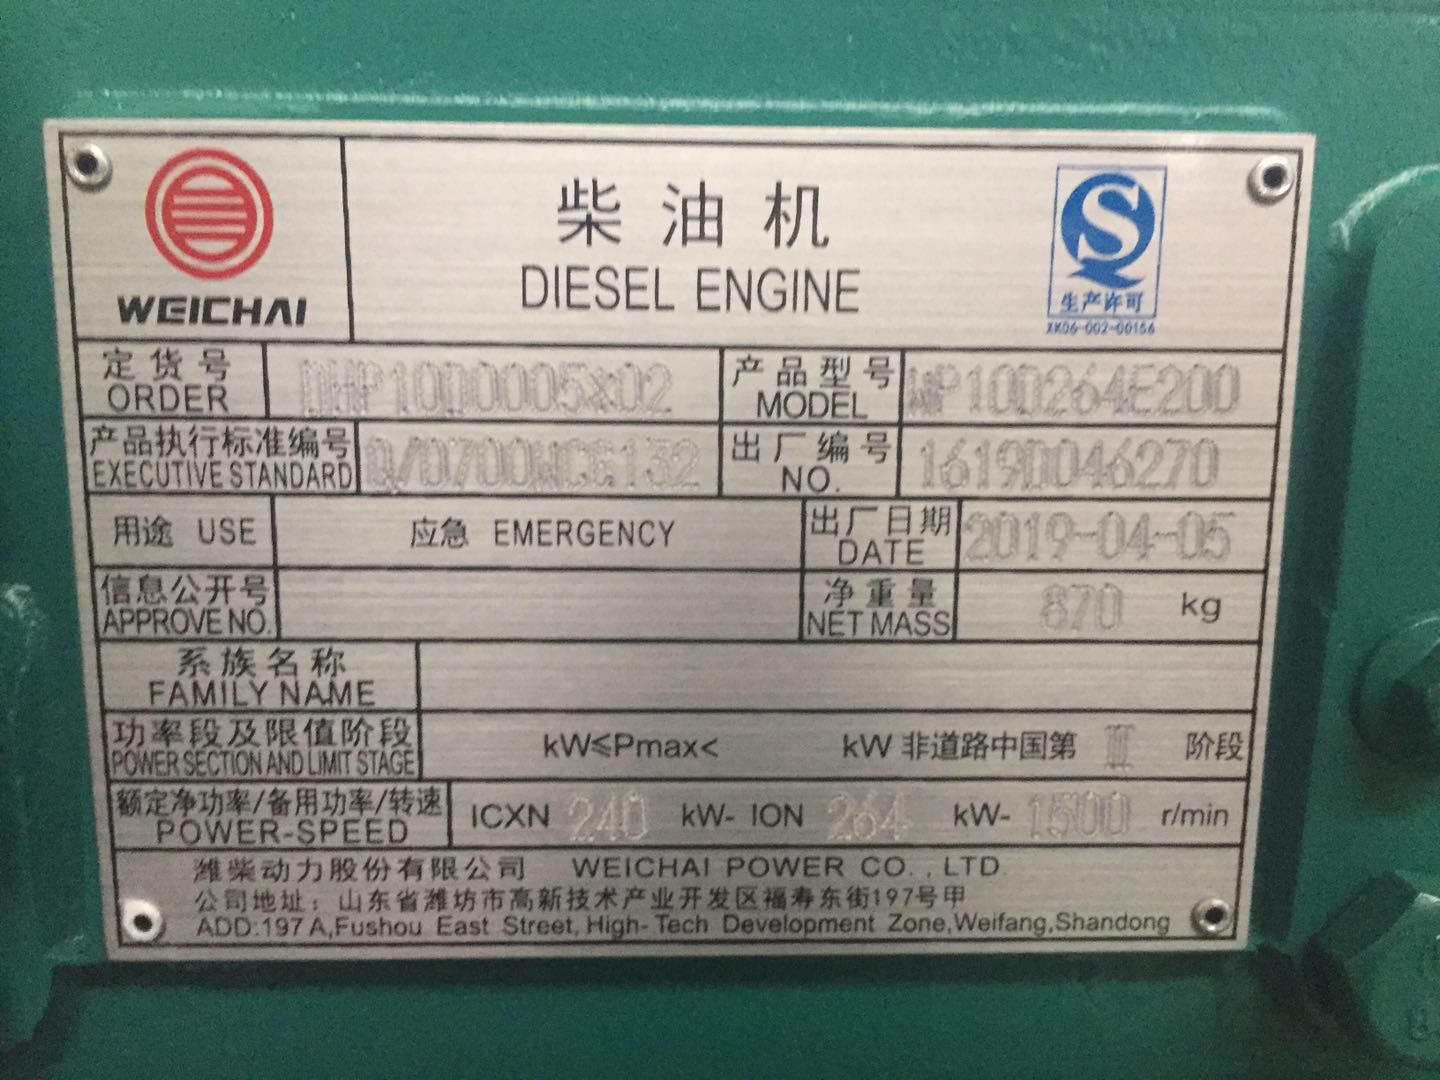 WEICHAI
柴油机
DIESEL ENGINE
生产许可
XK06-002-00156
定货号
ORDER
DHP10D0005X02
产品型号
MODEL
WP10D264E200
产品执行标准编号
EXECUTIVE STANDARD
Q/0700WCG132
出厂编号
NO.
1619D046270
用途 USE
应急 EMERGENCY
出厂日期
DATE
2019-04-05
信息公开号
APPROVE NO.
净重量
NET MASS
870 kg
系族名称
FAMILY NAME
功率段及限值阶段
POWER SECTION AND LIMIT STAGE
kW≤Pmax< kW 非道路中国第 II 阶段
额定净功率/备用功率/转速
POWER-SPEED
ICXN 240 kW- ION 264 kW- 1500 r/min
潍柴动力股份有限公司 WEICHAI POWER CO., LTD.
公司地址：山东省潍坊市高新技术产业开发区福寿东街197号甲
ADD:197 A,Fushou East Street, High-Tech Development Zone,Weifang,Shandong